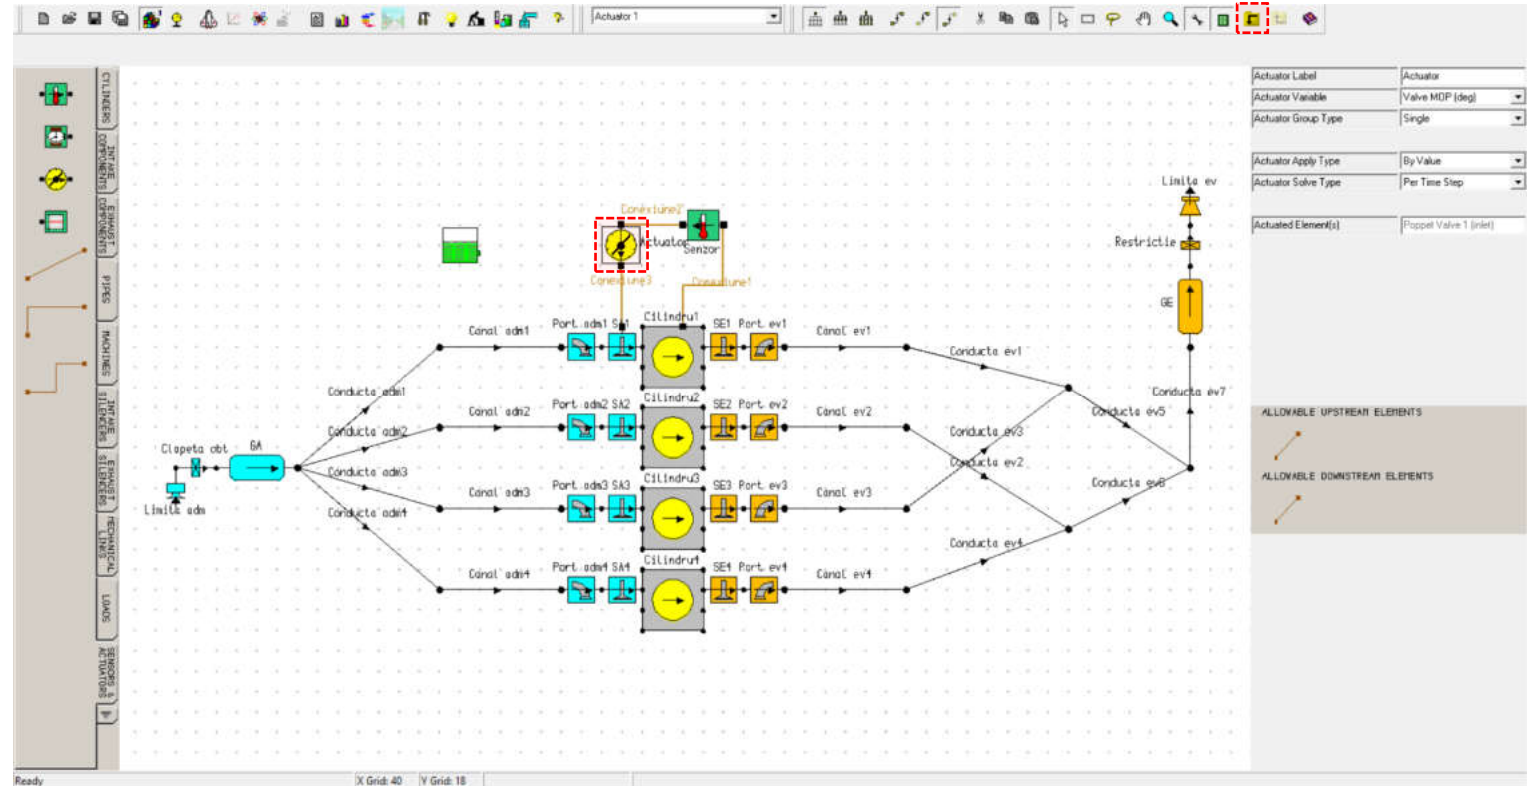 Actuator 1
CYLINDERS
INTAKE
COMPONENTS
EXHAUST
COMPONENTS
PIPES
MACHINES
INTAKE
SILENCERS
EXHAUST
SILENCERS
MECHANICAL
LINKS
LOADS
SENSORS &
ACTUATORS
Actuator Label Actuator
Actuator Variable Valve MOP (deg)
Actuator Group Type Single
Actuator Apply Type By Value
Actuator Solve Type Per Time Step
Actuated Element(s) Poppet Valve 1 (inlet)
ALLOWABLE UPSTREAM ELEMENTS
ALLOWABLE DOWNSTREAM ELEMENTS
Limita ev
Conexiune2
Actuator
Senzor
Restrictie
Conexiune3
Conexiune1
GE
Canal adm1
Port adm1 SA1
Cilindru1
SE1 Port ev1
Canal ev1
Conducta ev1
Conducta adm1
Conducta ev7
Canal adm2
Port adm2 SA2
Cilindru2
SE2 Port ev2
Canal ev2
Conducta ev5
Conducta adm2
Conducta ev3
Clapeta obt
GA
Conducta ev2
Conducta adm3
Canal adm3
Port adm3 SA3
Cilindru3
SE3 Port ev3
Canal ev3
Conducta ev6
Limita adm
Conducta adm4
Conducta ev4
Canal adm4
Port adm4 SA4
Cilindru4
SE4 Port ev4
Canal ev4
Ready X Grid: 40 Y Grid: 18